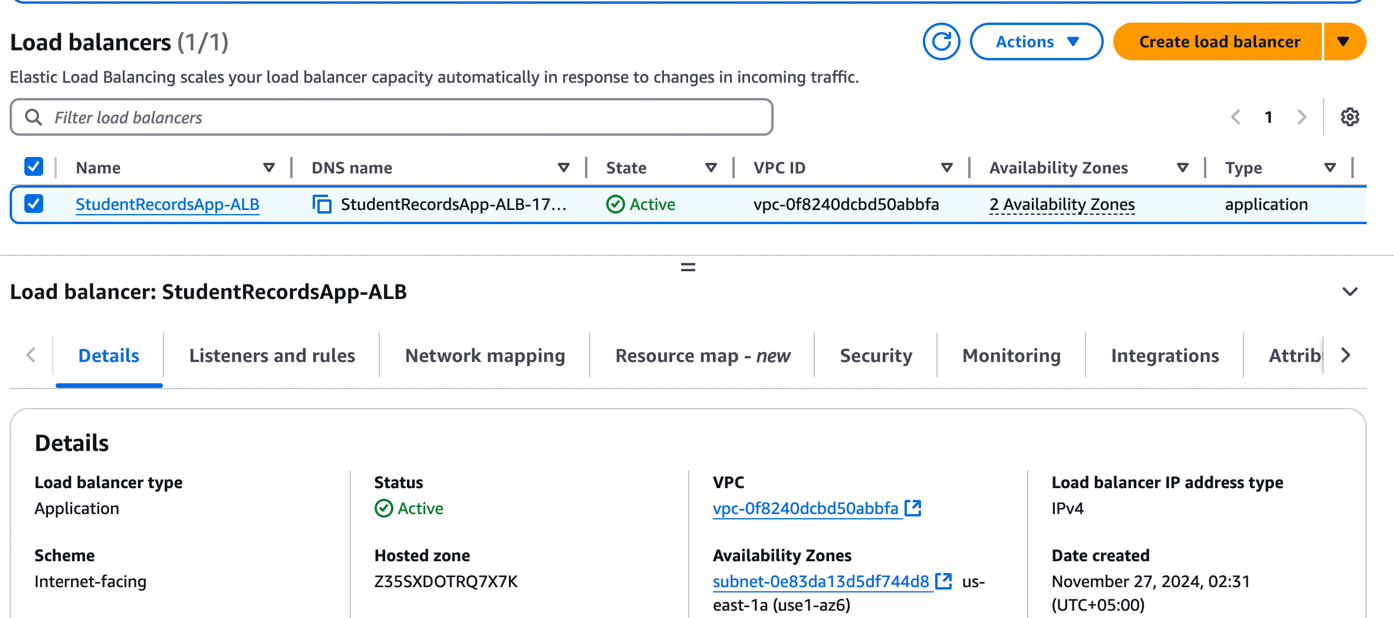 Load balancers (1/1)
Actions
Create load balancer
Elastic Load Balancing scales your load balancer capacity automatically in response to changes in incoming traffic.
Filter load balancers
1
Name DNS name State VPC ID Availability Zones Type
StudentRecordsApp-ALB StudentRecordsApp-ALB-17... Active vpc-0f8240dcbd50abbfa 2 Availability Zones application
Load balancer: StudentRecordsApp-ALB
Details Listeners and rules Network mapping Resource map - new Security Monitoring Integrations Attrib
Details
Load balancer type
Application
Scheme
Internet-facing
Status
Active
Hosted zone
Z35SXDOTRQ7X7K
VPC
vpc-0f8240dcbd50abbfa
Availability Zones
subnet-0e83da13d5df744d8 us-
east-1a (use1-az6)
Load balancer IP address type
IPv4
Date created
November 27, 2024, 02:31
(UTC+05:00)